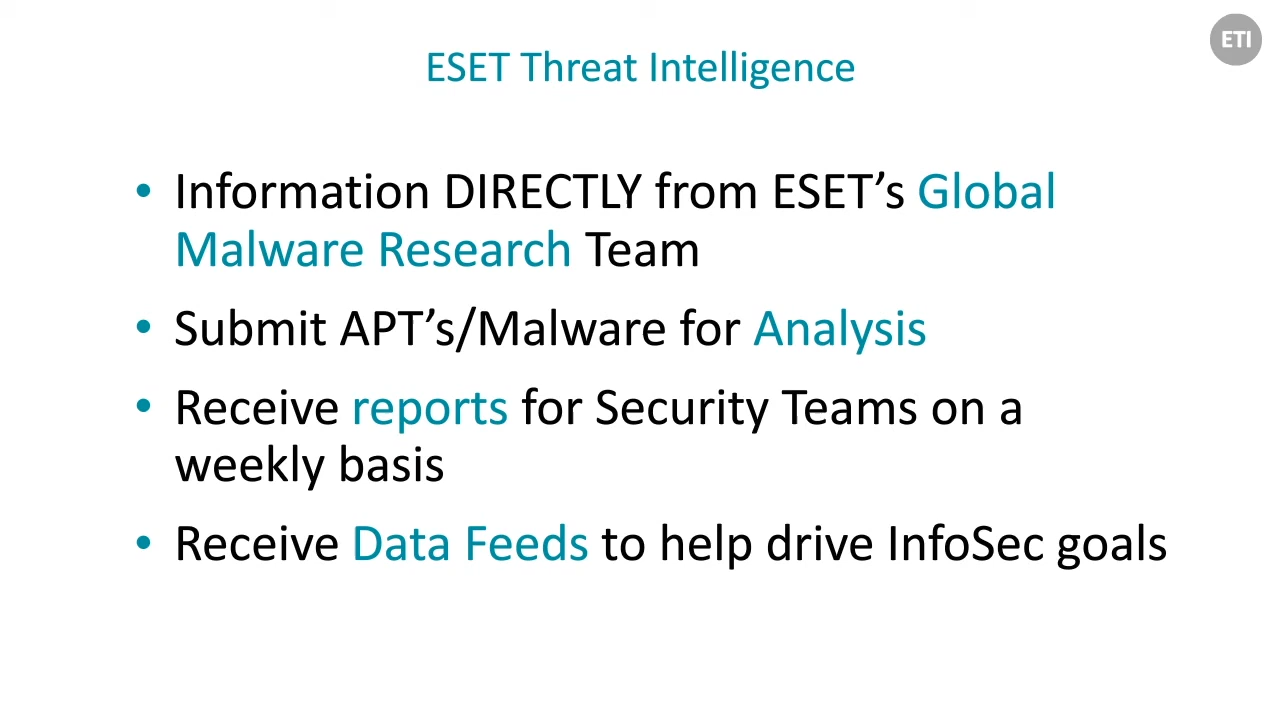 ETI
ESET Threat Intelligence
• Information DIRECTLY from ESET’s Global
Malware Research Team
• Submit APT’s/Malware for Analysis
• Receive reports for Security Teams on a
weekly basis
• Receive Data Feeds to help drive InfoSec goals